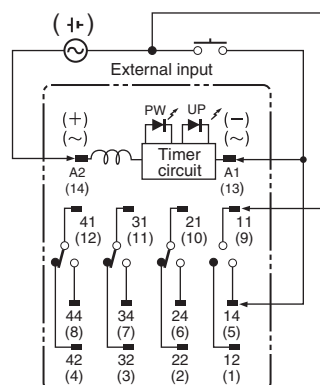 External input
(+) PW UP (−)
(~) (~)
Timer
circuit
A2 A1
(14) (13)
41 31 21 11
(12) (11) (10) (9)
44 34 24 14
(8) (7) (6) (5)
42 32 22 12
(4) (3) (2) (1)